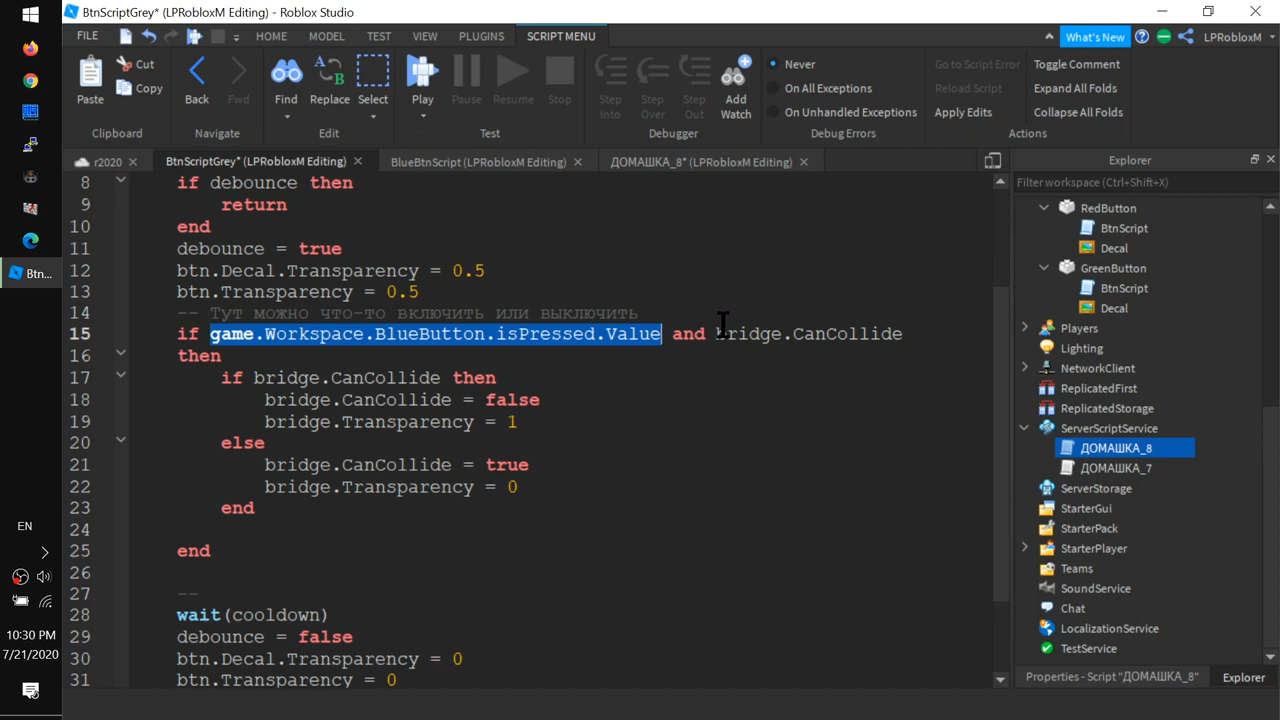 BtnScriptGrey* (LPRobloxM Editing) - Roblox Studio
FILE HOME MODEL TEST VIEW PLUGINS SCRIPT MENU What's New LPRobloxM
Paste Cut Copy Back Fwd Find Replace Select Play Pause Resume Stop Step Into Step Over Step Out Add Watch
Never Go to Script Error Toggle Comment
On All Exceptions Reload Script Expand All Folds
On Unhandled Exceptions Apply Edits Collapse All Folds
Clipboard Navigate Edit Test Debugger Debug Errors Actions
r2020 BtnScriptGrey* (LPRobloxM Editing) BlueBtnScript (LPRobloxM Editing) ДОМАШКА_8* (LPRobloxM Editing)
8 if debounce then
9 return
10 end
11 debounce = true
12 btn.Decal.Transparency = 0.5
13 btn.Transparency = 0.5
14 -- Тут можно что-то включить или выключить
15 if game.Workspace.BlueButton.isPressed.Value and bridge.CanCollide
16 then
17 if bridge.CanCollide then
18 bridge.CanCollide = false
19 bridge.Transparency = 1
20 else
21 bridge.CanCollide = true
22 bridge.Transparency = 0
23 end
24
25 end
26
27 --
28 wait(cooldown)
29 debounce = false
30 btn.Decal.Transparency = 0
31 btn.Transparency = 0
Explorer
Filter workspace (Ctrl+Shift+X)
RedButton
BtnScript
Decal
GreenButton
BtnScript
Decal
Players
Lighting
NetworkClient
ReplicatedFirst
ReplicatedStorage
ServerScriptService
ДОМАШКА_8
ДОМАШКА_7
ServerStorage
StarterGui
StarterPack
StarterPlayer
Teams
SoundService
Chat
LocalizationService
TestService
Properties - Script "ДОМАШКА_8" Explorer
Btn...
EN
10:30 PM
7/21/2020